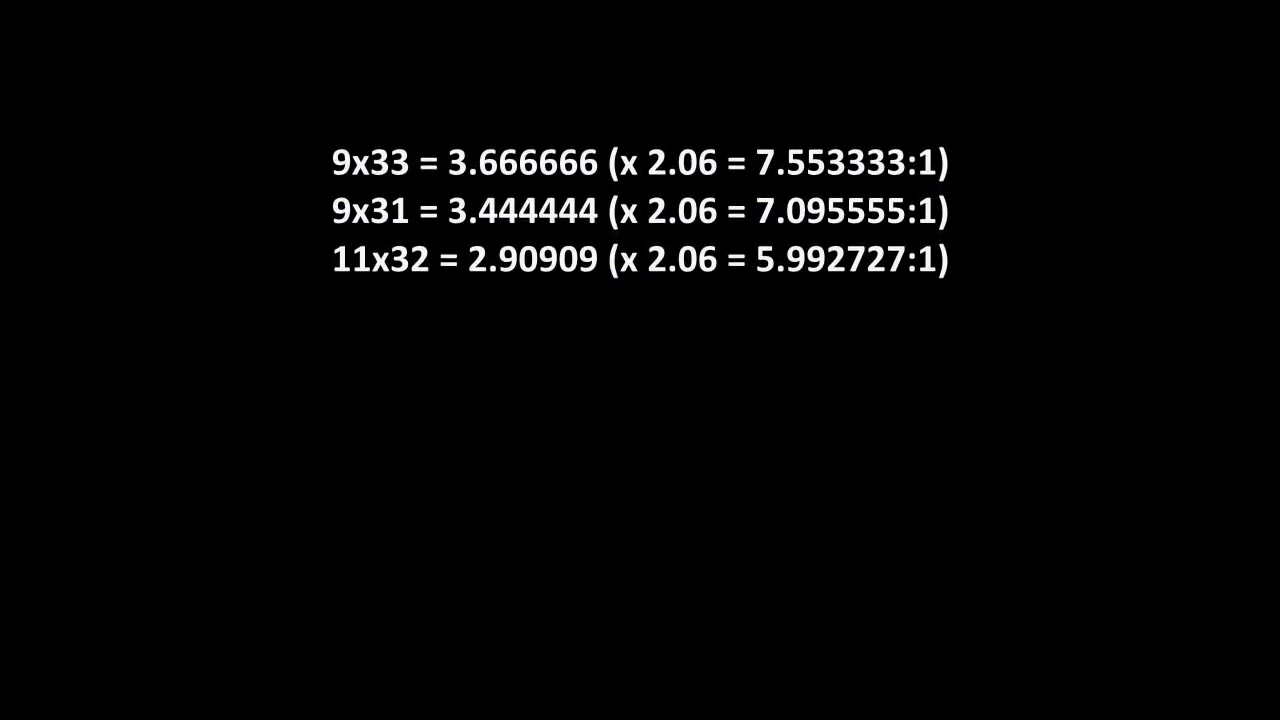 9x33 = 3.666666 (x 2.06 = 7.553333:1)
9x31 = 3.444444 (x 2.06 = 7.095555:1)
11x32 = 2.90909 (x 2.06 = 5.992727:1)